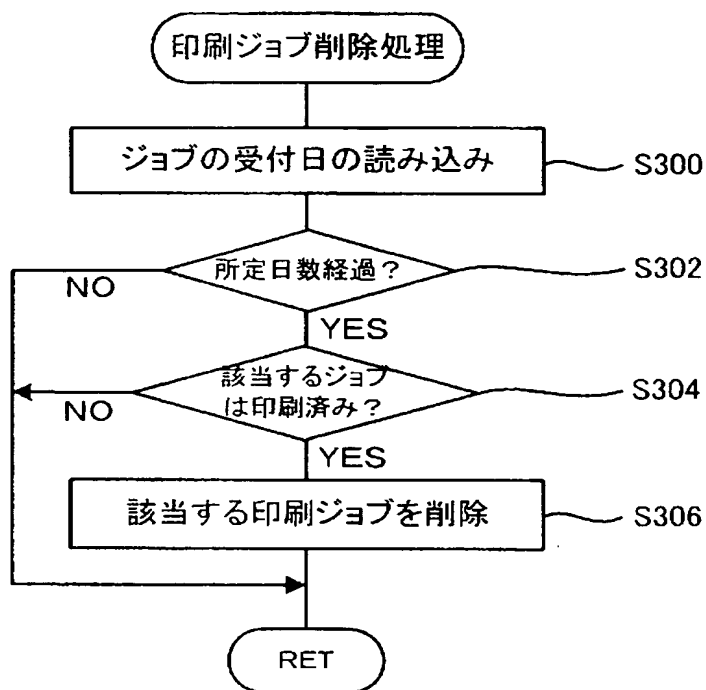 印刷ジョブ削除処理
ジョブの受付日の読み込み
S300
所定日数経過？
S302
NO
YES
該当するジョブ
は印刷済み？
S304
NO
YES
該当する印刷ジョブを削除
S306
RET